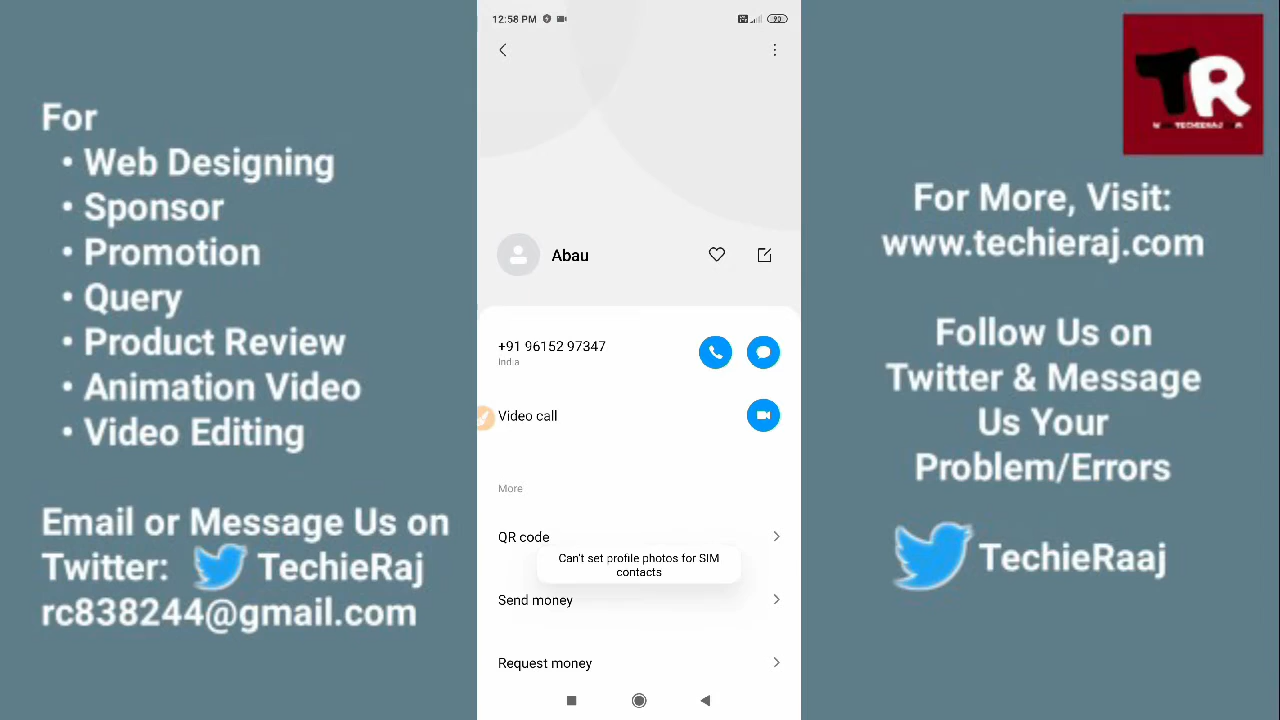 For
• Web Designing
• Sponsor
• Promotion
• Query
• Product Review
• Animation Video
• Video Editing
Email or Message Us on
Twitter: TechieRaj
rc838244@gmail.com
12:58 PM
90
Abau
+91 96152 97347
India
Video call
More
QR code
Can't set profile photos for SIM
contacts
Send money
Request money
TR
For More, Visit:
www.techieraj.com
Follow Us on
Twitter & Message
Us Your
Problem/Errors
TechieRaaj